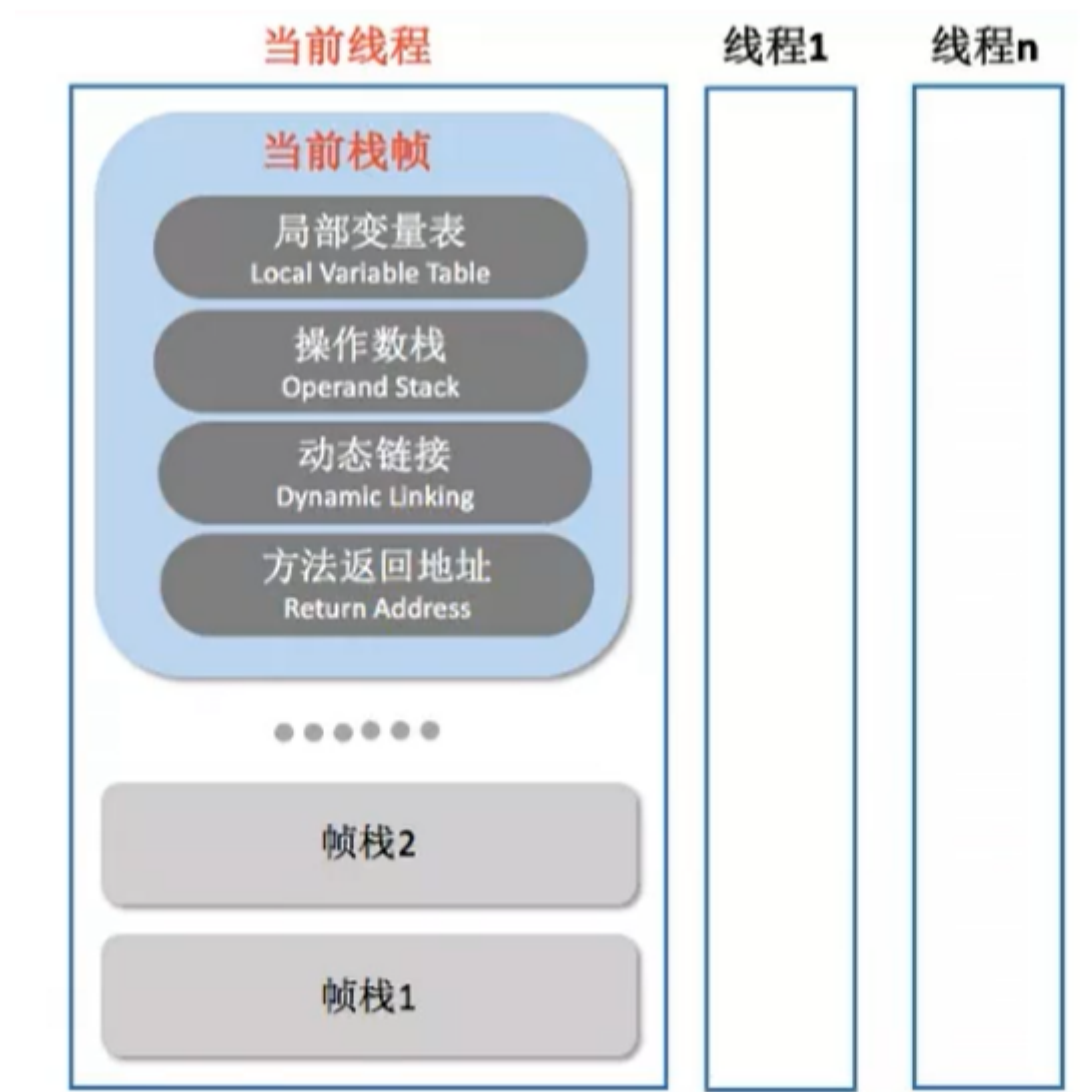 当前线程
线程1
线程n
当前栈帧
局部变量表
Local Variable Table
操作数栈
Operand Stack
动态链接
Dynamic Linking
方法返回地址
Return Address
帧栈2
帧栈1